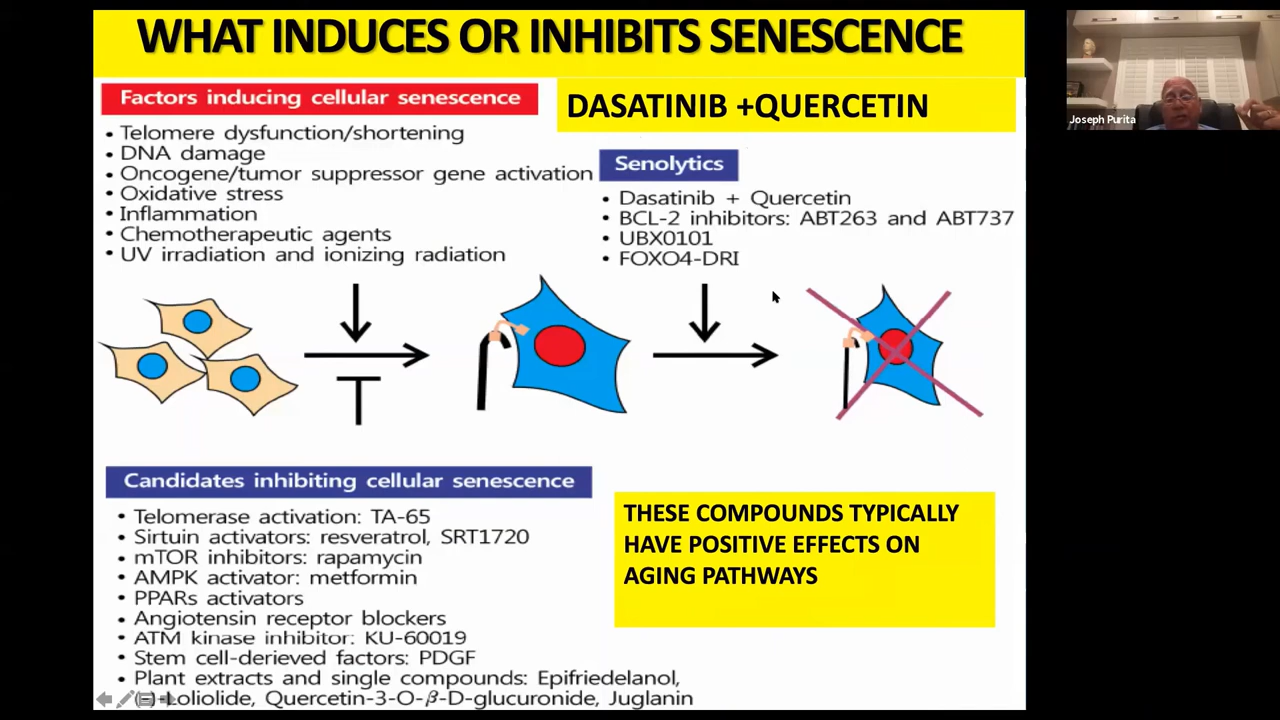 WHAT INDUCES OR INHIBITS SENESCENCE
Joseph Purita
Factors inducing cellular senescence
• Telomere dysfunction/shortening
• DNA damage
• Oncogene/tumor suppressor gene activation
• Oxidative stress
• Inflammation
• Chemotherapeutic agents
• UV irradiation and ionizing radiation
DASATINIB +QUERCETIN
Senolytics
• Dasatinib + Quercetin
• BCL-2 inhibitors: ABT263 and ABT737
• UBX0101
• FOXO4-DRI
Candidates inhibiting cellular senescence
• Telomerase activation: TA-65
• Sirtuin activators: resveratrol, SRT1720
• mTOR inhibitors: rapamycin
• AMPK activator: metformin
• PPARs activators
• Angiotensin receptor blockers
• ATM kinase inhibitor: KU-60019
• Stem cell-derieved factors: PDGF
• Plant extracts and single compounds: Epifriedelanol,
(-)-Loliolide, Quercetin-3-O-β-D-glucuronide, Juglanin
THESE COMPOUNDS TYPICALLY
HAVE POSITIVE EFFECTS ON
AGING PATHWAYS